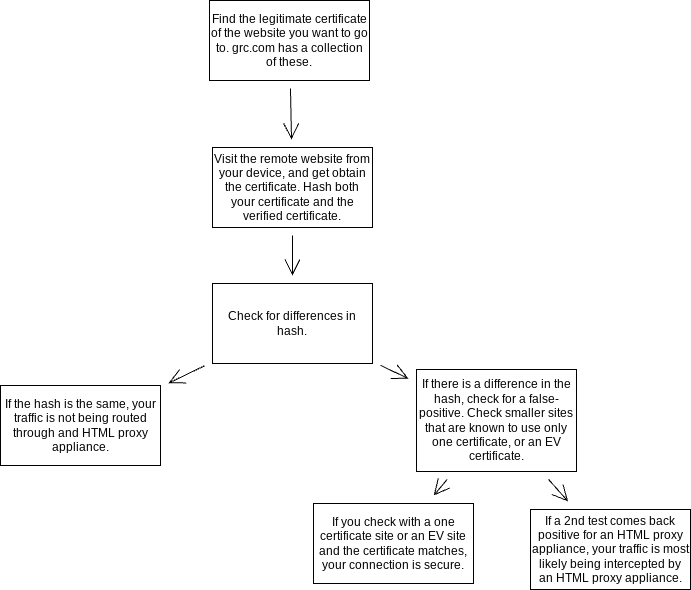 Find the legitimate certificate
of the website you want to go
to. grc.com has a collection
of these.
Visit the remote website from
your device, and get obtain
the certificate. Hash both
your certificate and the
verified certificate.
Check for differences in
hash.
If the hash is the same, your
traffic is not being routed
through and HTML proxy
appliance.
If there is a difference in the
hash, check for a false-
positive. Check smaller sites
that are known to use only
one certificate, or an EV
certificate.
If you check with a one
certificate site or an EV site
and the certificate matches,
your connection is secure.
If a 2nd test comes back
positive for an HTML proxy
appliance, your traffic is most
likely being intercepted by
an HTML proxy appliance.